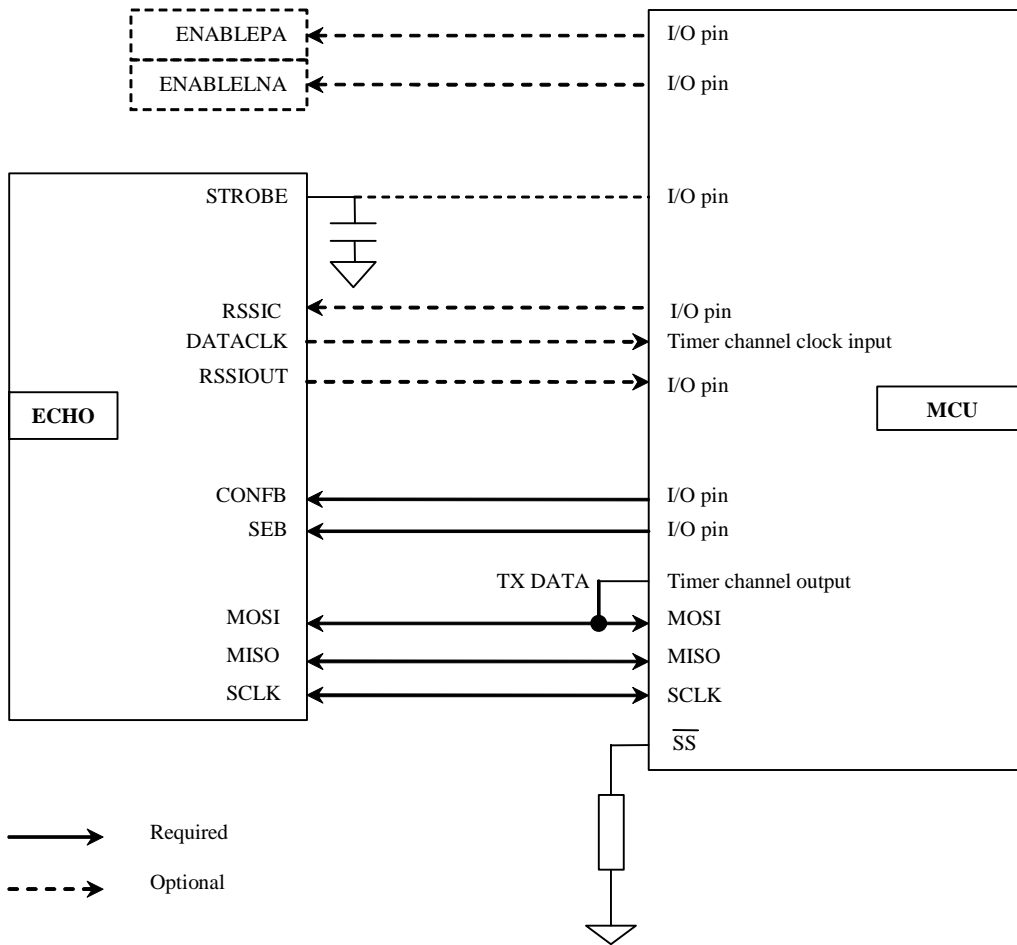 ENABLEPA I/O pin
ENABLELNA I/O pin
STROBE I/O pin
RSSIC I/O pin
DATACLK Timer channel clock input
RSSIOUT I/O pin
ECHO MCU
CONFB I/O pin
SEB I/O pin
TX DATA Timer channel output
MOSI MOSI
MISO MISO
SCLK SCLK
S̅S̅
Required
Optional